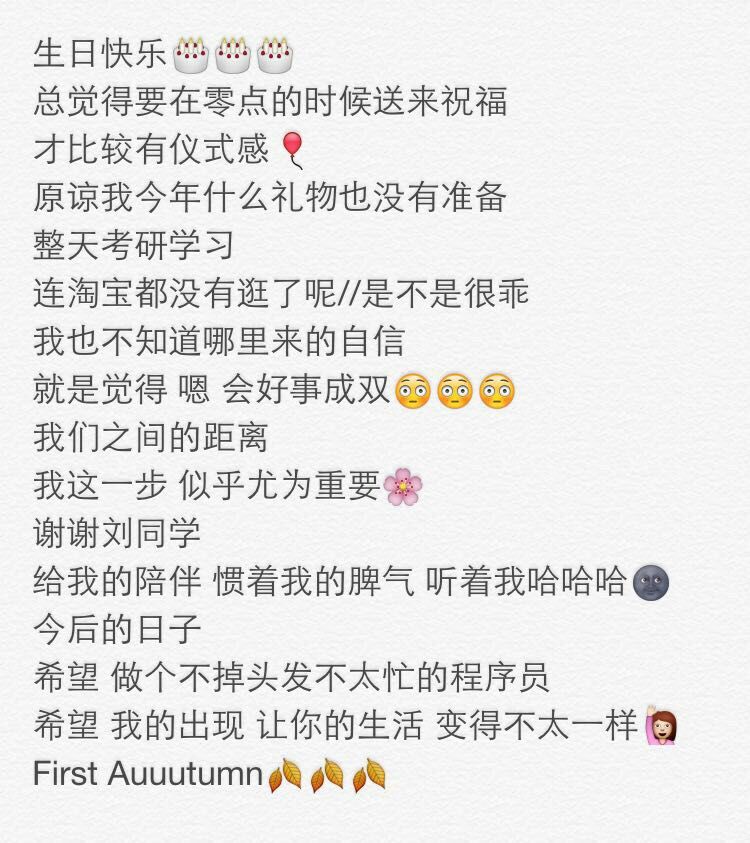 生日快乐🎂🎂🎂
总觉得要在零点的时候送来祝福
才比较有仪式感🎈
原谅我今年什么礼物也没有准备
整天考研学习
连淘宝都没有逛了呢//是不是很乖
我也不知道哪里来的自信
就是觉得 嗯 会好事成双😳😳😳
我们之间的距离
我这一步 似乎尤为重要🌸
谢谢刘同学
给我的陪伴 惯着我的脾气 听着我哈哈哈🌚
今后的日子
希望 做个不掉头发不太忙的程序员
希望 我的出现 让你的生活 变得不太一样🙋
First Auuutumn🍂🍂🍂